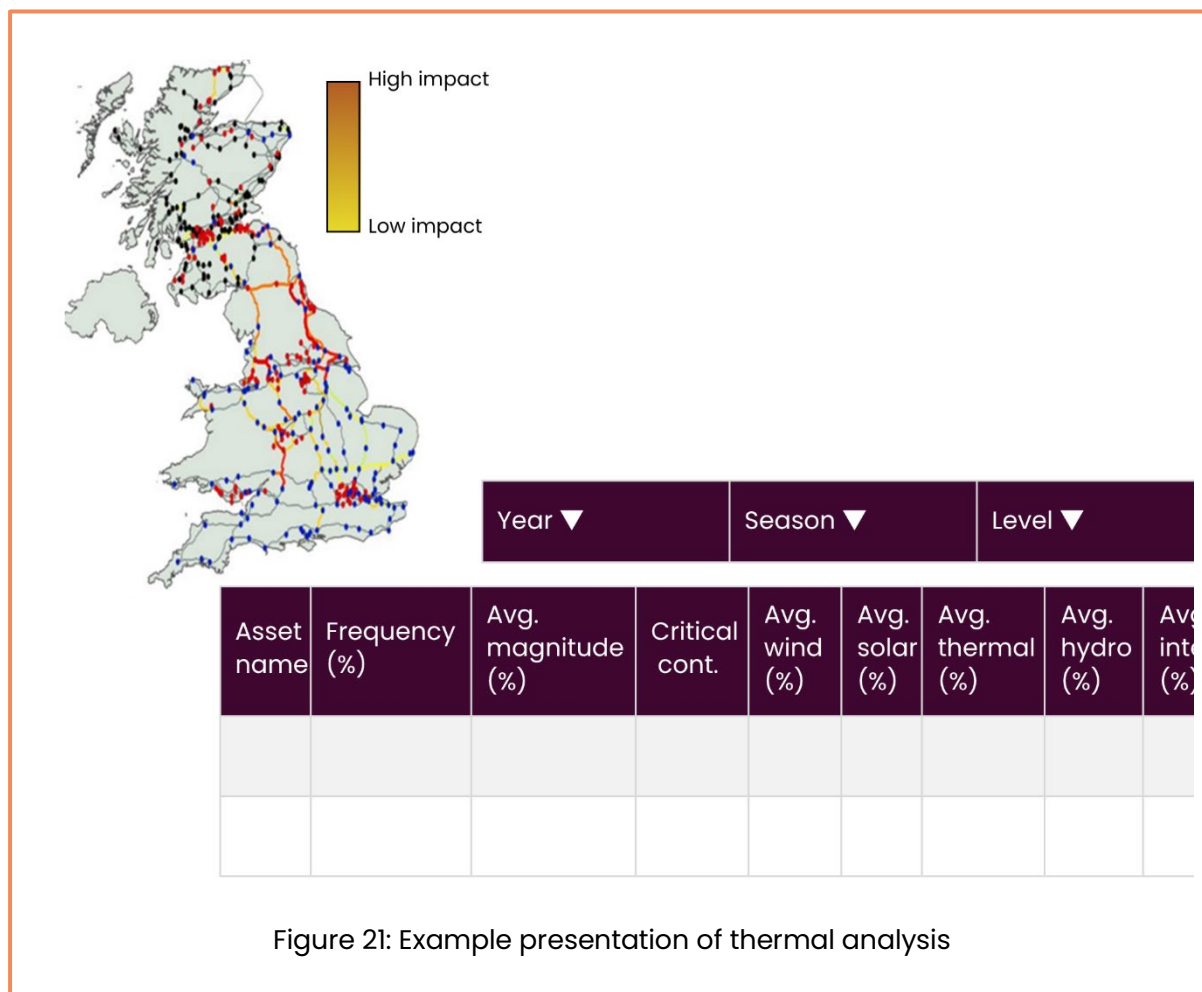 High impact
Low impact
Year ▼
Season ▼
Level ▼
Asset
name
Frequency
(%)
Avg.
magnitude
(%)
Critical
cont.
Avg.
wind
(%)
Avg.
solar
(%)
Avg.
thermal
(%)
Avg.
hydro
(%)
(%)
Figure 21: Example presentation of thermal analysis